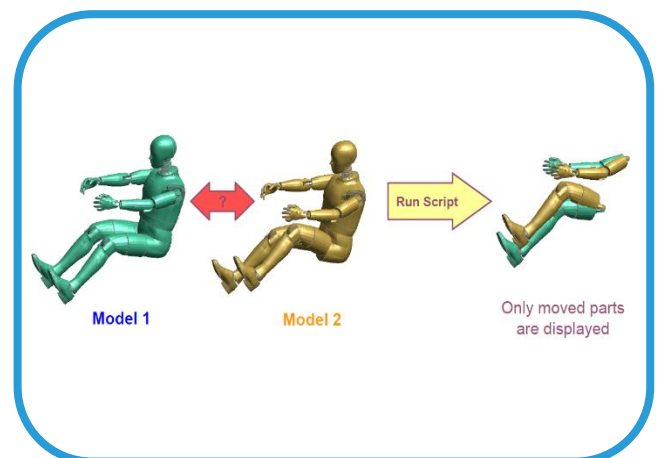 ?
Run Script
Model 1
Model 2
Only moved parts
are displayed